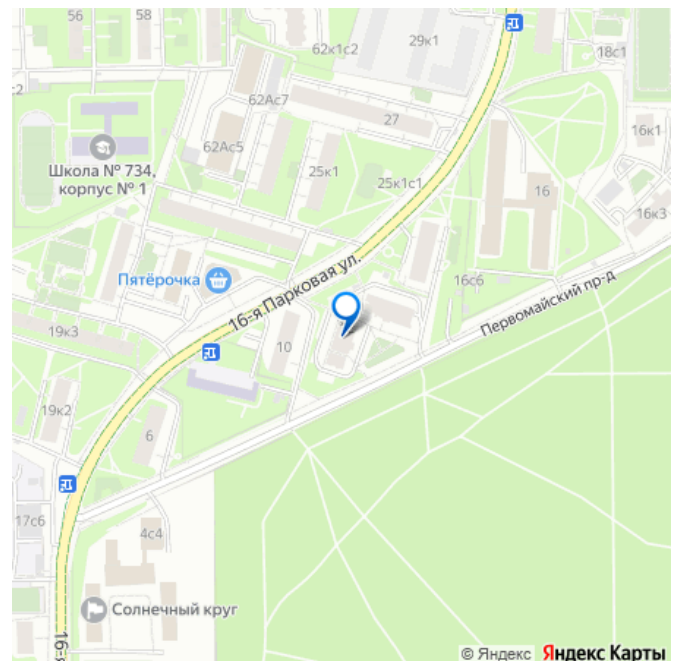 56
58
62к1с2
29к1
18с1
с2
62Ас7
27
16к1
62Ас5
Школа № 734,
корпус № 1
25к1
25к1с1
16
16к3
Пятёрочка
16-я Парковая ул.
16с6
Первомайский пр-д
19к3
10
19к2
6
17с6
4с4
Солнечный круг
16-я
© Яндекс Яндекс Карты